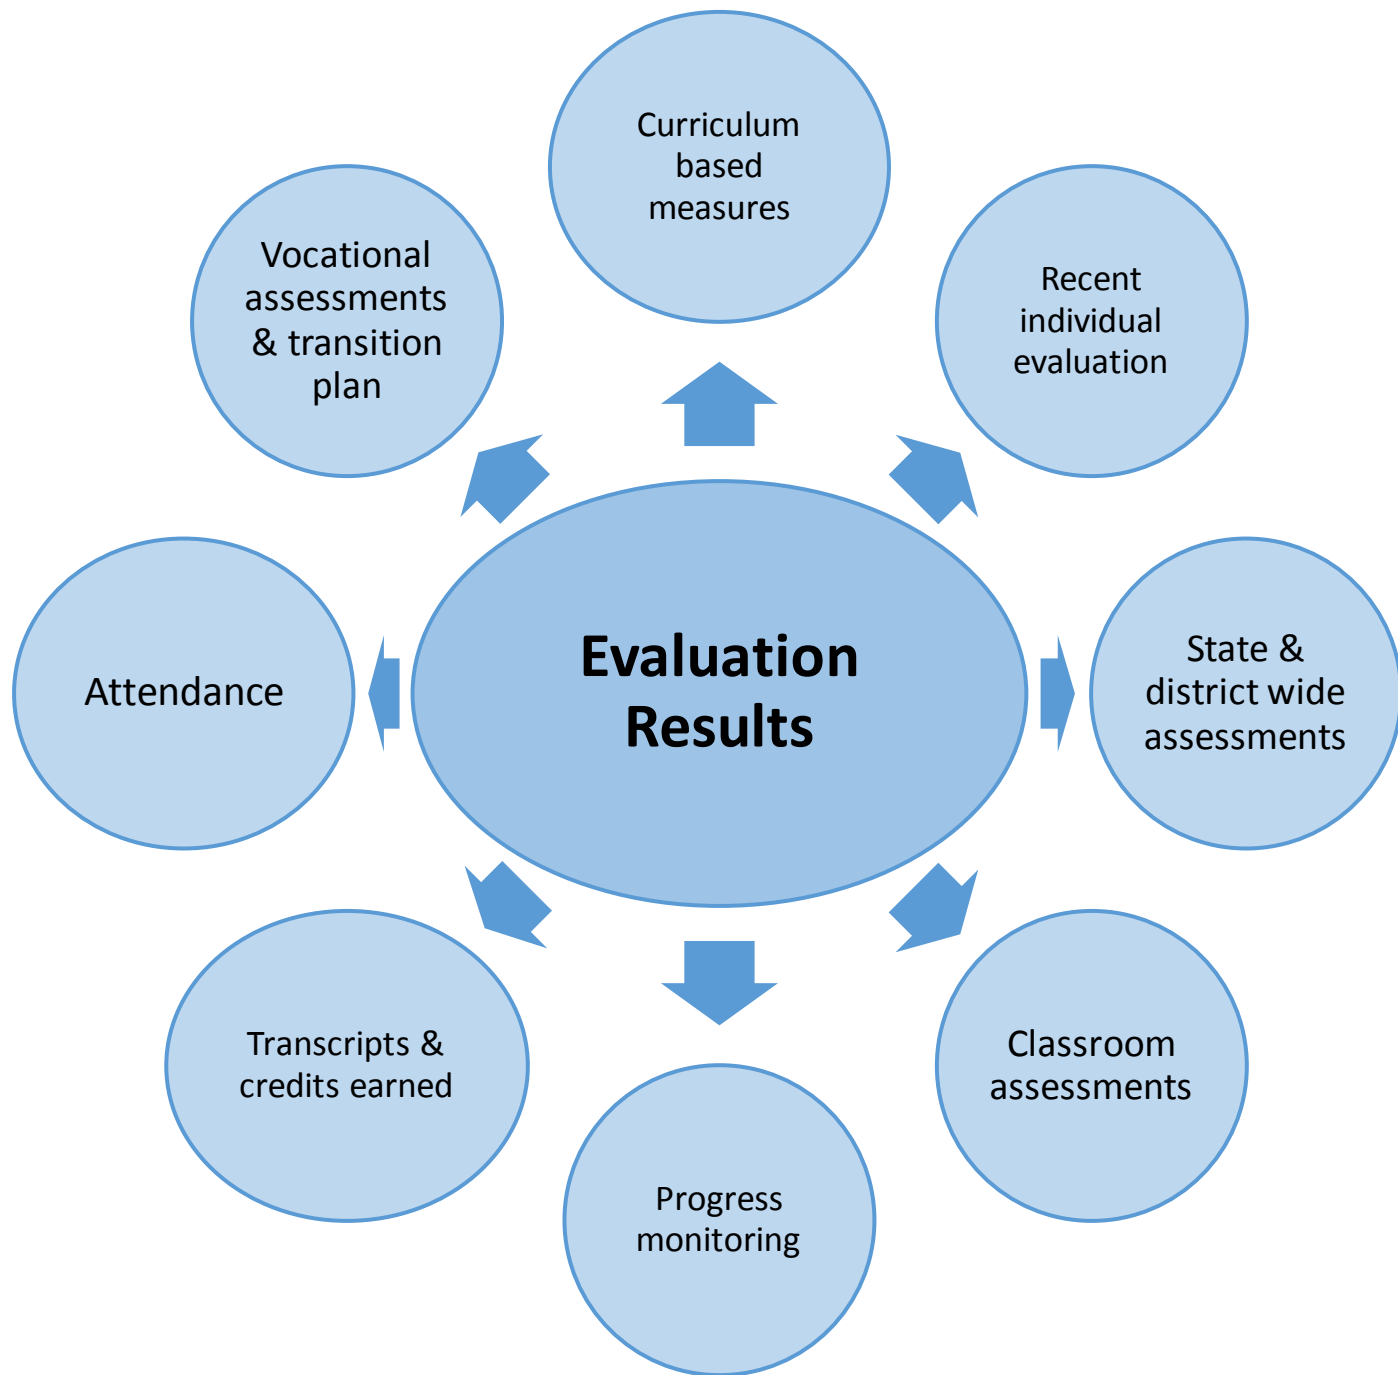 Curriculum
based
measures
Recent
individual
evaluation
State &
district wide
assessments
Classroom
assessments
Progress
monitoring
Transcripts &
credits earned
Attendance
Vocational
assessments
& transition
plan
Evaluation
Results